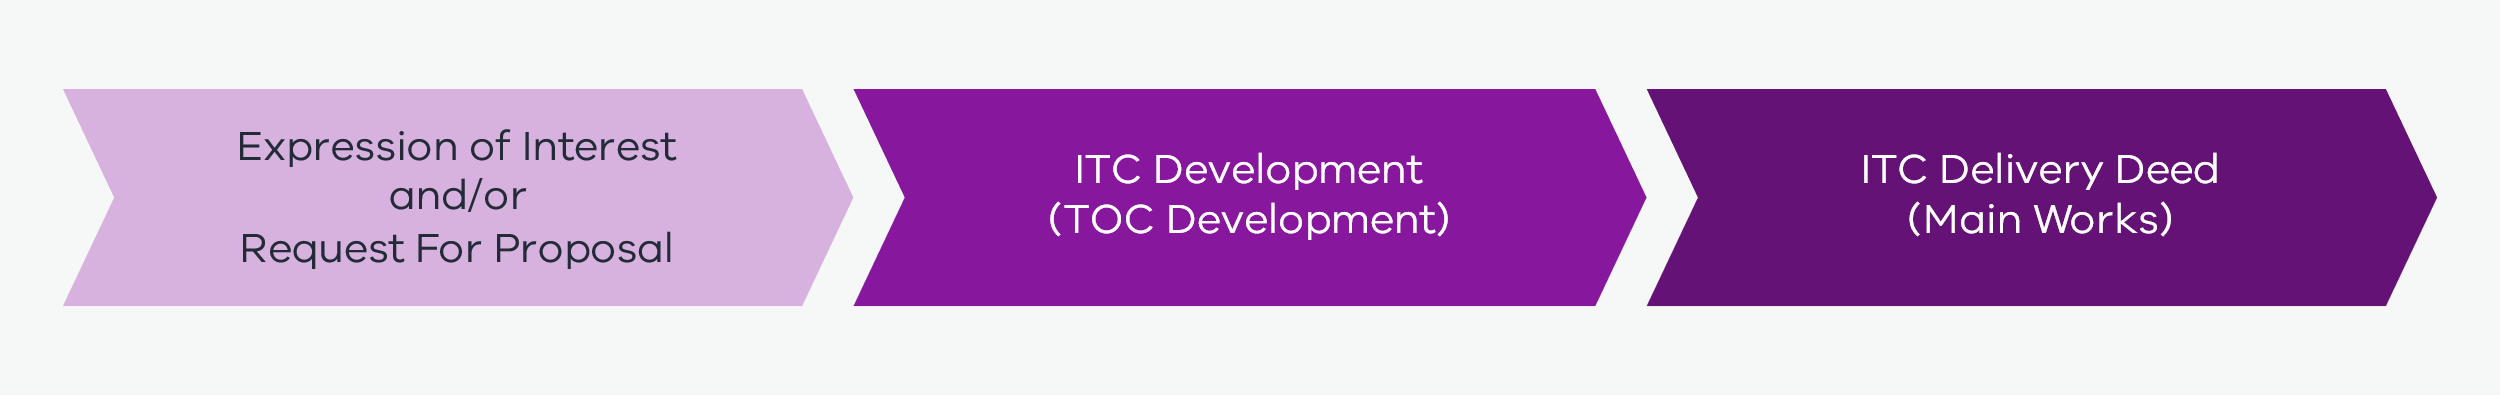 Expression of Interest
and/or
Request For Proposal
ITC Development
(TOC Development)
ITC Delivery Deed
(Main Works)